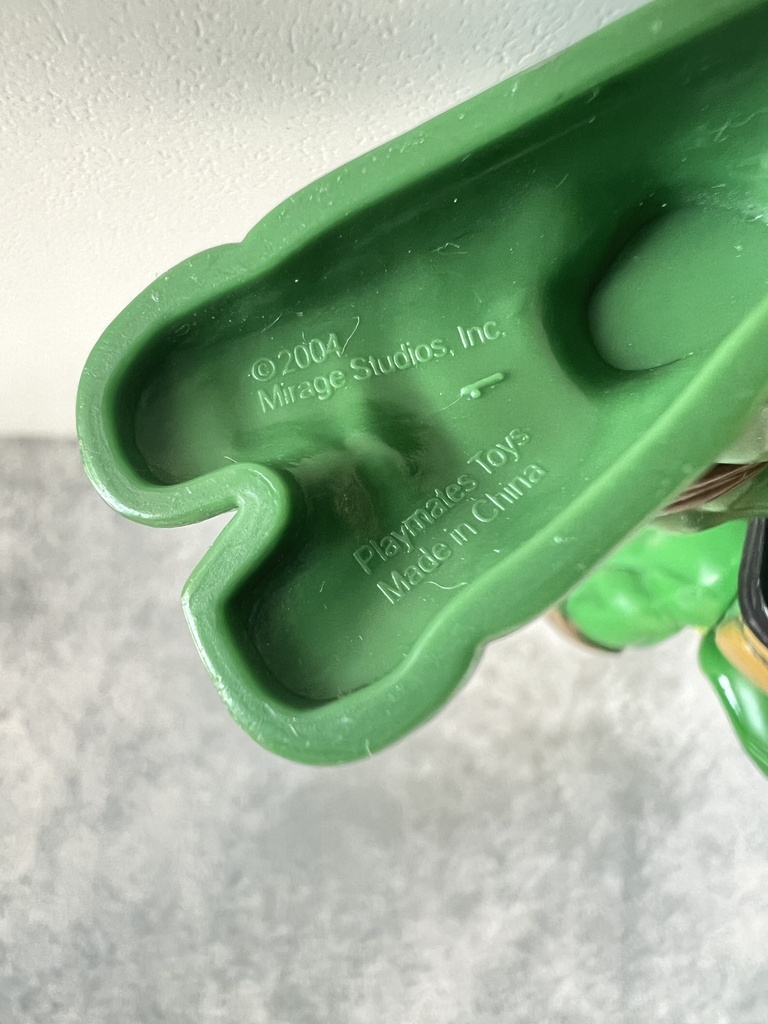 ©2004
Mirage Studios, Inc.
Playmates Toys
Made in China